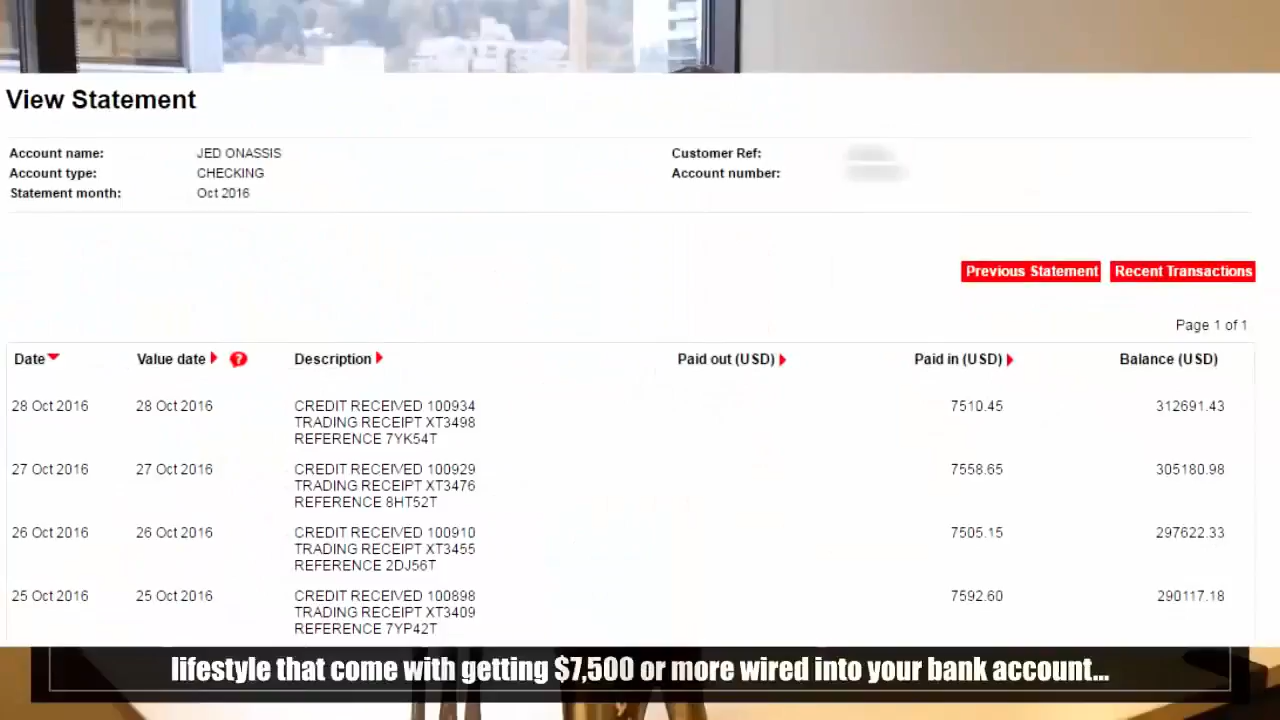 View Statement
Account name: JED ONASSIS Customer Ref:
Account type: CHECKING Account number:
Statement month: Oct 2016
Previous Statement Recent Transactions
Page 1 of 1
Date Value date ? Description Paid out (USD) Paid in (USD) Balance (USD)
28 Oct 2016 28 Oct 2016 CREDIT RECEIVED 100934 7510.45 312691.43
TRADING RECEIPT XT3498
REFERENCE 7YK54T
27 Oct 2016 27 Oct 2016 CREDIT RECEIVED 100929 7558.65 305180.98
TRADING RECEIPT XT3476
REFERENCE 8HT52T
26 Oct 2016 26 Oct 2016 CREDIT RECEIVED 100910 7505.15 297622.33
TRADING RECEIPT XT3455
REFERENCE 2DJ56T
25 Oct 2016 25 Oct 2016 CREDIT RECEIVED 100898 7592.60 290117.18
TRADING RECEIPT XT3409
REFERENCE 7YP42T
lifestyle that come with getting $7,500 or more wired into your bank account...